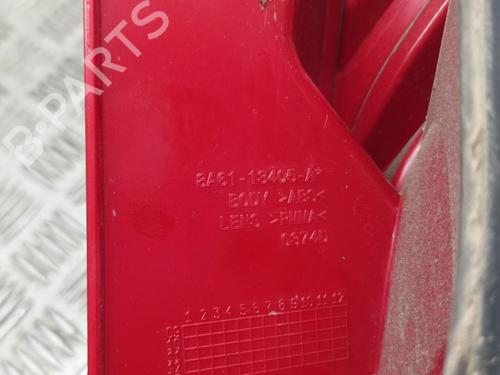 B-PARTS
8A61-13405-A*
BODY >ABS<
LENS >PMMA<
0874D
1 2 3 4 5 6 7 8 9 10 11 12